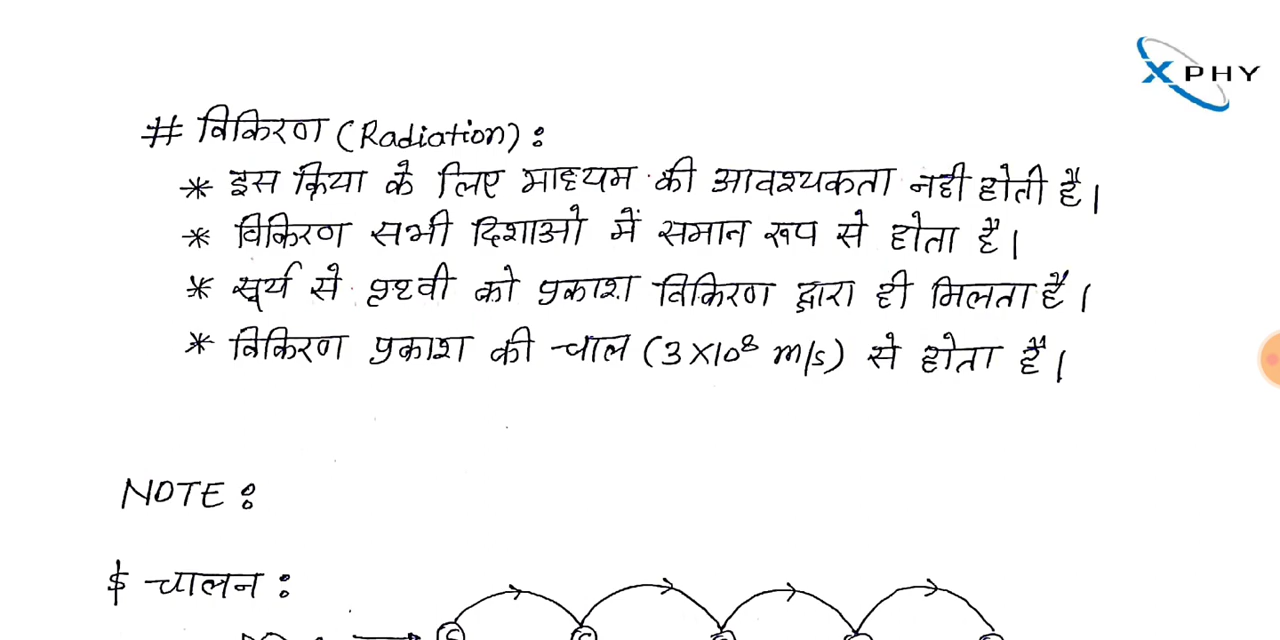 XPHY
# विकिरण (Radiation) :
* इस क्रिया के लिए माध्यम की आवश्यकता नही होती है।
* विकिरण सभी दिशाओ में समान रूप से होता है।
* सूर्य से पृथ्वी को प्रकाश विकिरण द्वारा ही मिलता है।
* विकिरण प्रकाश की चाल (3 X10⁸ m/s) से होता है।
NOTE :
$ चालन :